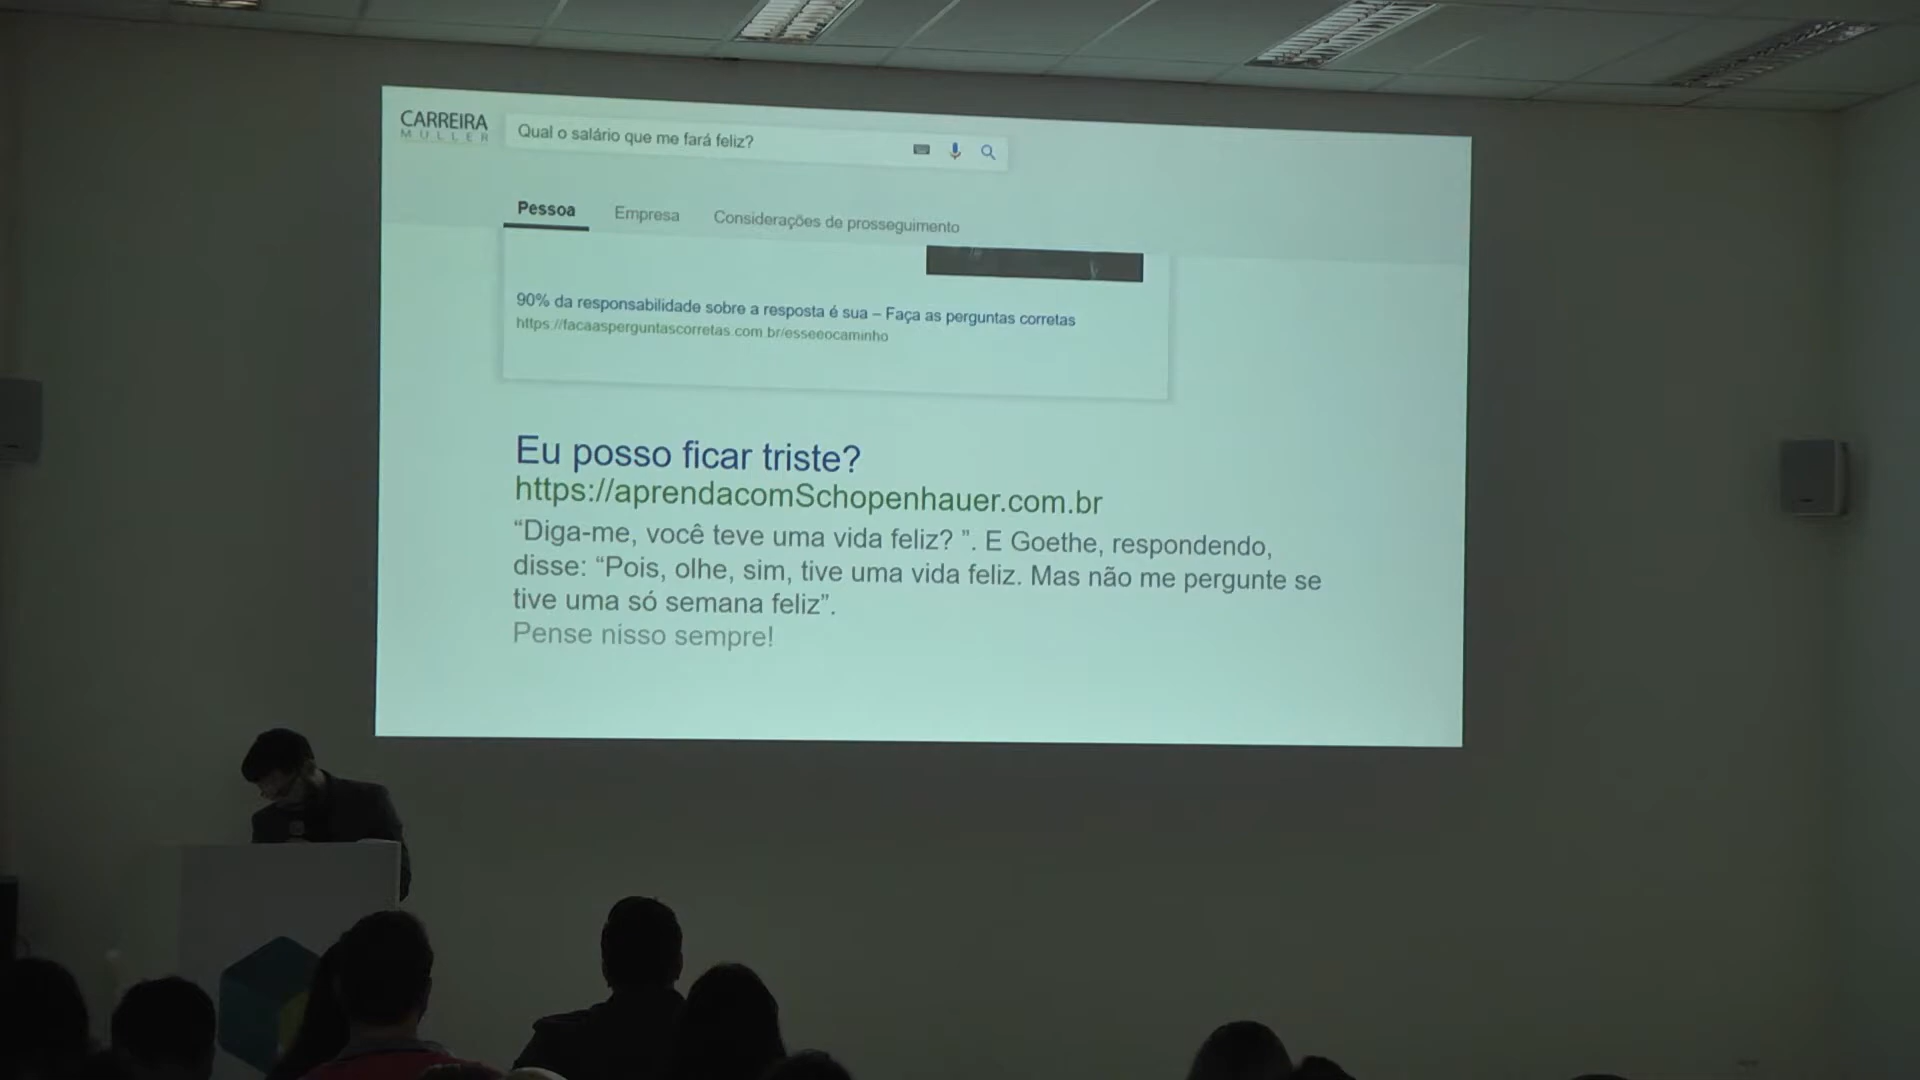 CARREIRA
MULLER
Qual o salário que me fará feliz?
Pessoa
Empresa
Considerações de prosseguimento
90% da responsabilidade sobre a resposta é sua – Faça as perguntas corretas
https://facaasperguntascorretas.com.br/esseeocaminho
Eu posso ficar triste?
https://aprendacomSchopenhauer.com.br
“Diga-me, você teve uma vida feliz? ”. E Goethe, respondendo,
disse: “Pois, olhe, sim, tive uma vida feliz. Mas não me pergunte se
tive uma só semana feliz”.
Pense nisso sempre!